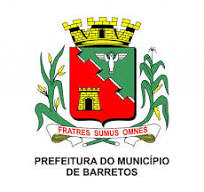 FRATRES SUMUS OMNES
PREFEITURA DO MUNICÍPIO
DE BARRETOS